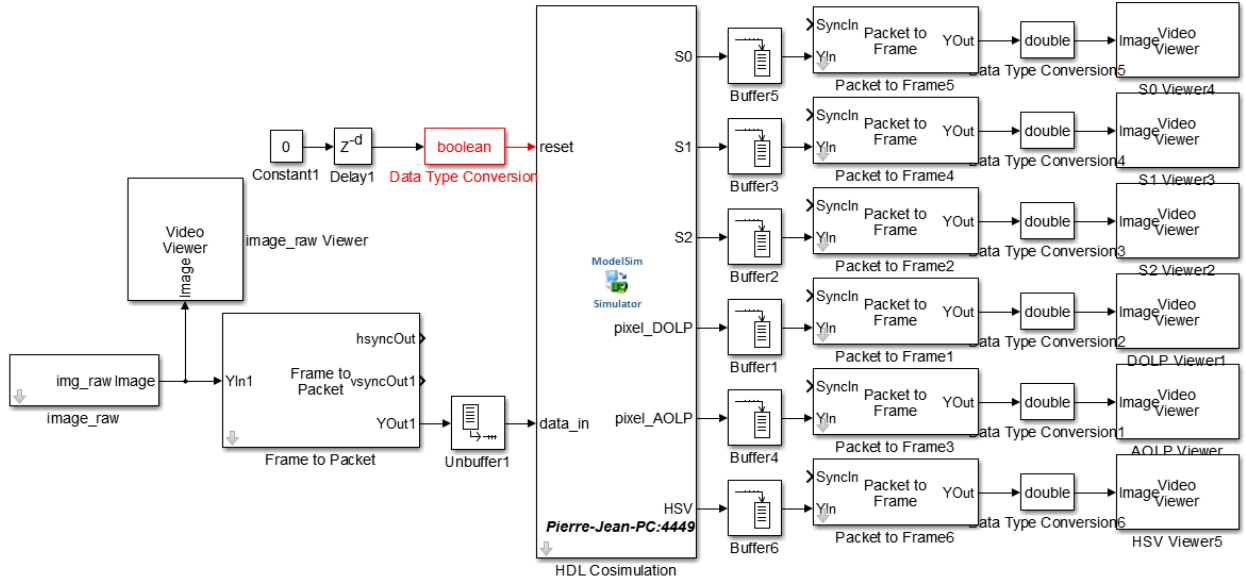 S0
SyncIn
YIn
Packet to
Frame
YOut
double
Image
Video
Viewer
Buffer5
Packet to Frame5
Data Type Conversion5
S0 Viewer4
0
Z-d
boolean
reset
Constant1
Delay1
Data Type Conversion
S1
SyncIn
YIn
Packet to
Frame
YOut
double
Image
Video
Viewer
Buffer3
Packet to Frame4
Data Type Conversion4
S1 Viewer3
Video
Viewer
Image
image_raw Viewer
S2
SyncIn
YIn
Packet to
Frame
YOut
double
Image
Video
Viewer
Buffer2
Packet to Frame2
Data Type Conversion3
S2 Viewer2
ModelSim
Simulator
pixel_DOLP
SyncIn
YIn
Packet to
Frame
YOut
double
Image
Video
Viewer
Buffer1
Packet to Frame1
Data Type Conversion2
DOLP Viewer1
img_raw Image
image_raw
YIn1
Frame to
Packet
hsyncOut
vsyncOut1
YOut1
Frame to Packet
Unbuffer1
data_in
pixel_AOLP
SyncIn
YIn
Packet to
Frame
YOut
double
Image
Video
Viewer
Buffer4
Packet to Frame3
Data Type Conversion1
AOLP Viewer
HSV
Pierre-Jean-PC:4449
SyncIn
YIn
Packet to
Frame
YOut
double
Image
Video
Viewer
Buffer6
Packet to Frame6
Data Type Conversion6
HSV Viewer5
HDL Cosimulation